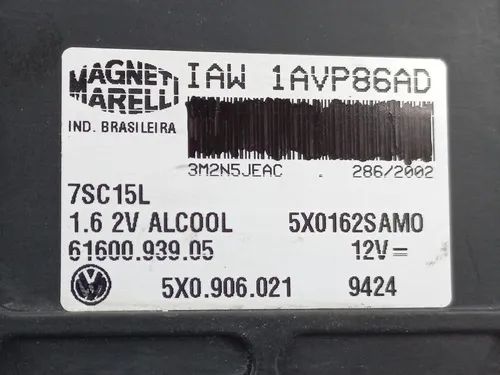 MAGNETI MARELLI
IAW 1AVP86AD
IND. BRASILEIRA
3M2N5JEAC 286/2002
7SC15L
1.6 2V ALCOOL 5X0162SAMO
61600.939.05 12V
5X0.906.021 9424